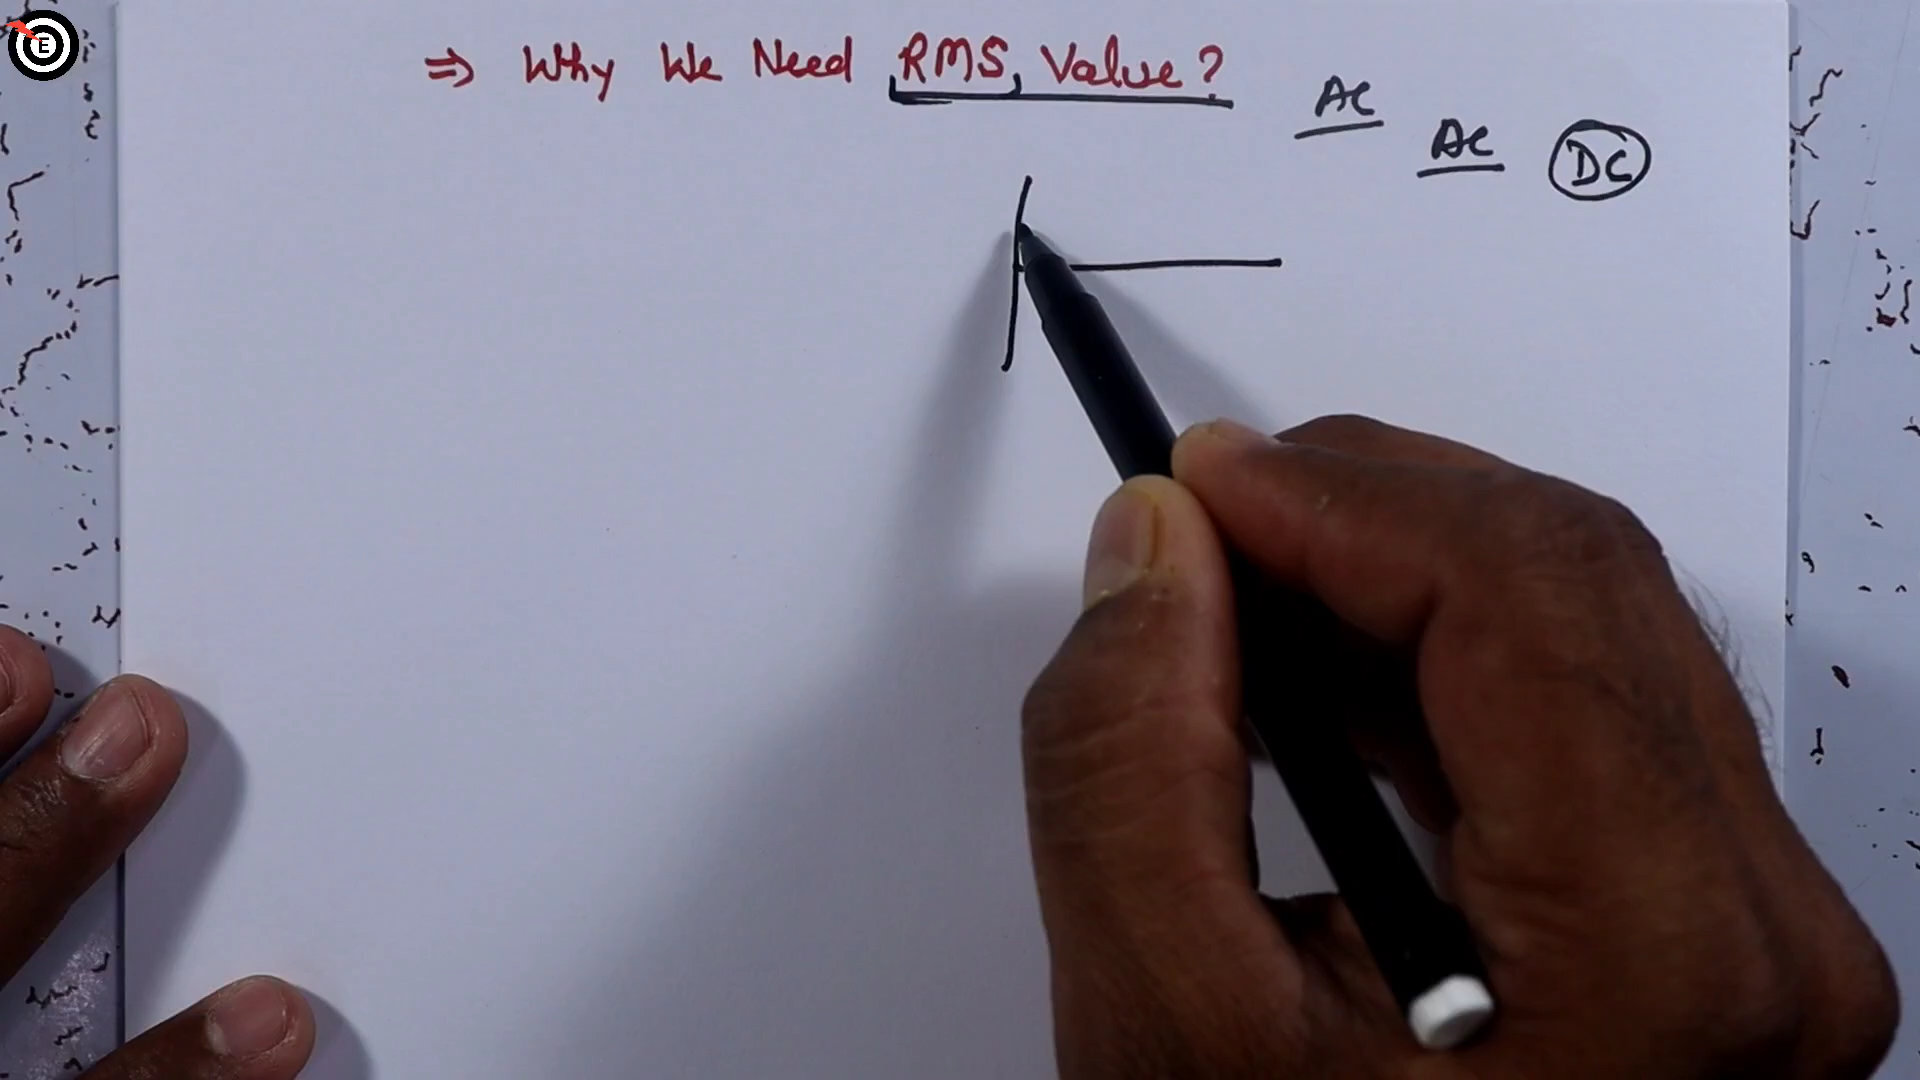 ⇒ Why We Need RMS Value?
AC
AC DC
E